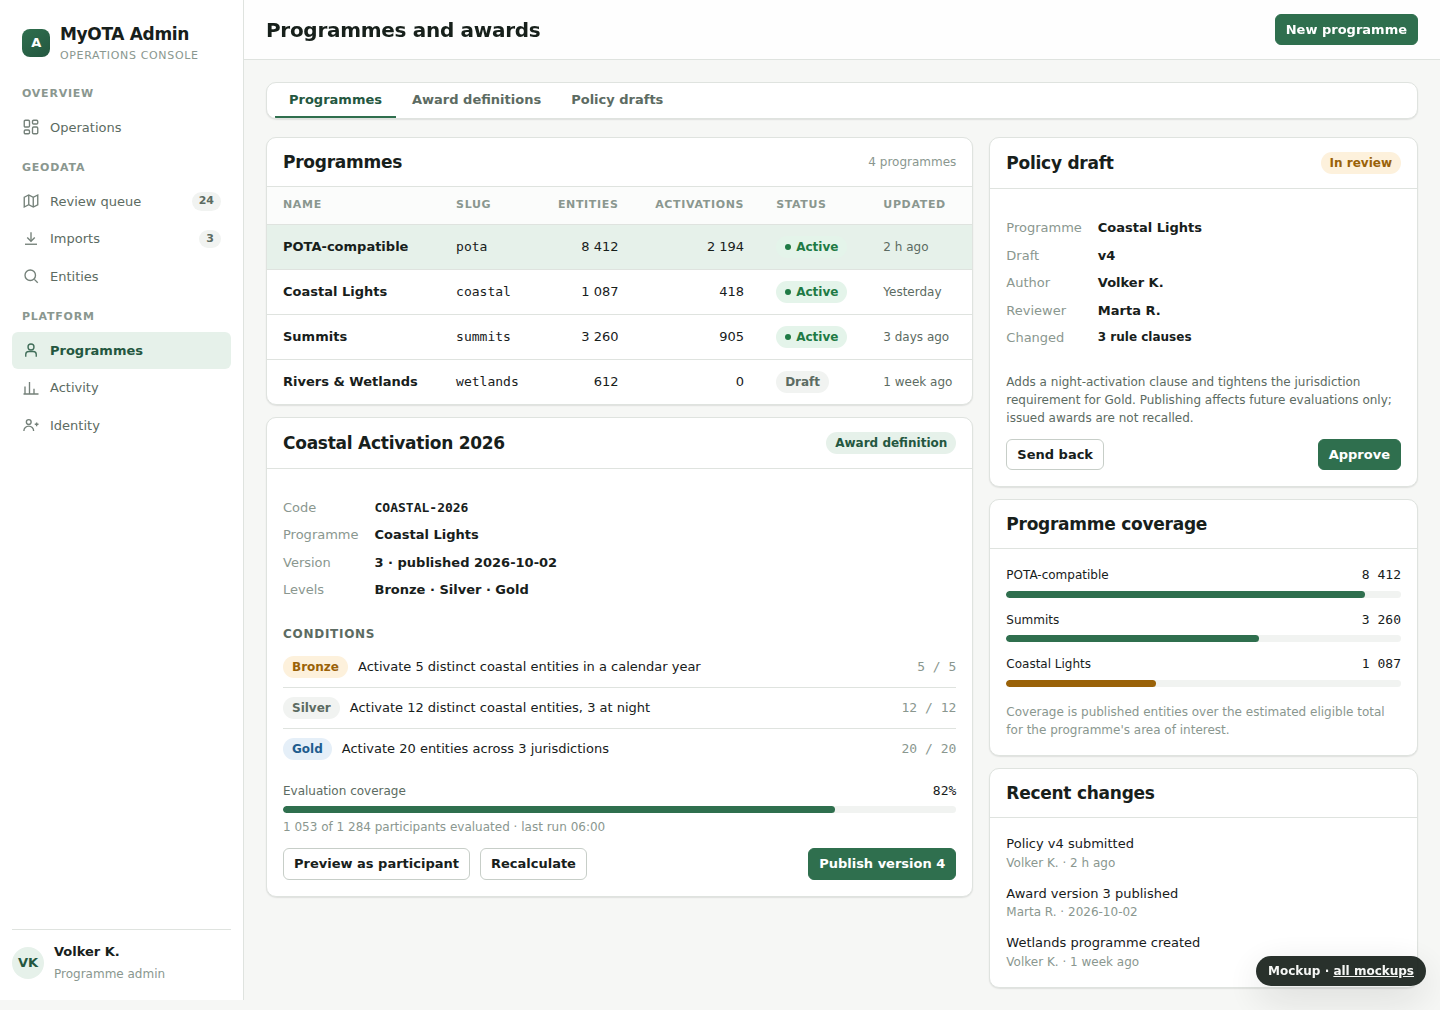 A
MyOTA Admin
OPERATIONS CONSOLE
OVERVIEW
Operations
GEODATA
Review queue 24
Imports 3
Entities
PLATFORM
Programmes
Activity
Identity
VK
Volker K.
Programme admin
Programmes and awards
New programme
Programmes Award definitions Policy drafts
Programmes 4 programmes
NAME SLUG ENTITIES ACTIVATIONS STATUS UPDATED
POTA-compatible pota 8 412 2 194 Active 2 h ago
Coastal Lights coastal 1 087 418 Active Yesterday
Summits summits 3 260 905 Active 3 days ago
Rivers & Wetlands wetlands 612 0 Draft 1 week ago
Coastal Activation 2026 Award definition
Code COASTAL-2026
Programme Coastal Lights
Version 3 · published 2026-10-02
Levels Bronze · Silver · Gold
CONDITIONS
Bronze Activate 5 distinct coastal entities in a calendar year 5 / 5
Silver Activate 12 distinct coastal entities, 3 at night 12 / 12
Gold Activate 20 entities across 3 jurisdictions 20 / 20
Evaluation coverage 82%
1 053 of 1 284 participants evaluated · last run 06:00
Preview as participant Recalculate Publish version 4
Policy draft In review
Programme Coastal Lights
Draft v4
Author Volker K.
Reviewer Marta R.
Changed 3 rule clauses
Adds a night-activation clause and tightens the jurisdiction
requirement for Gold. Publishing affects future evaluations only;
issued awards are not recalled.
Send back Approve
Programme coverage
POTA-compatible 8 412
Summits 3 260
Coastal Lights 1 087
Coverage is published entities over the estimated eligible total
for the programme's area of interest.
Recent changes
Policy v4 submitted
Volker K. · 2 h ago
Award version 3 published
Marta R. · 2026-10-02
Wetlands programme created
Volker K. · 1 week ago
Mockup · all mockups